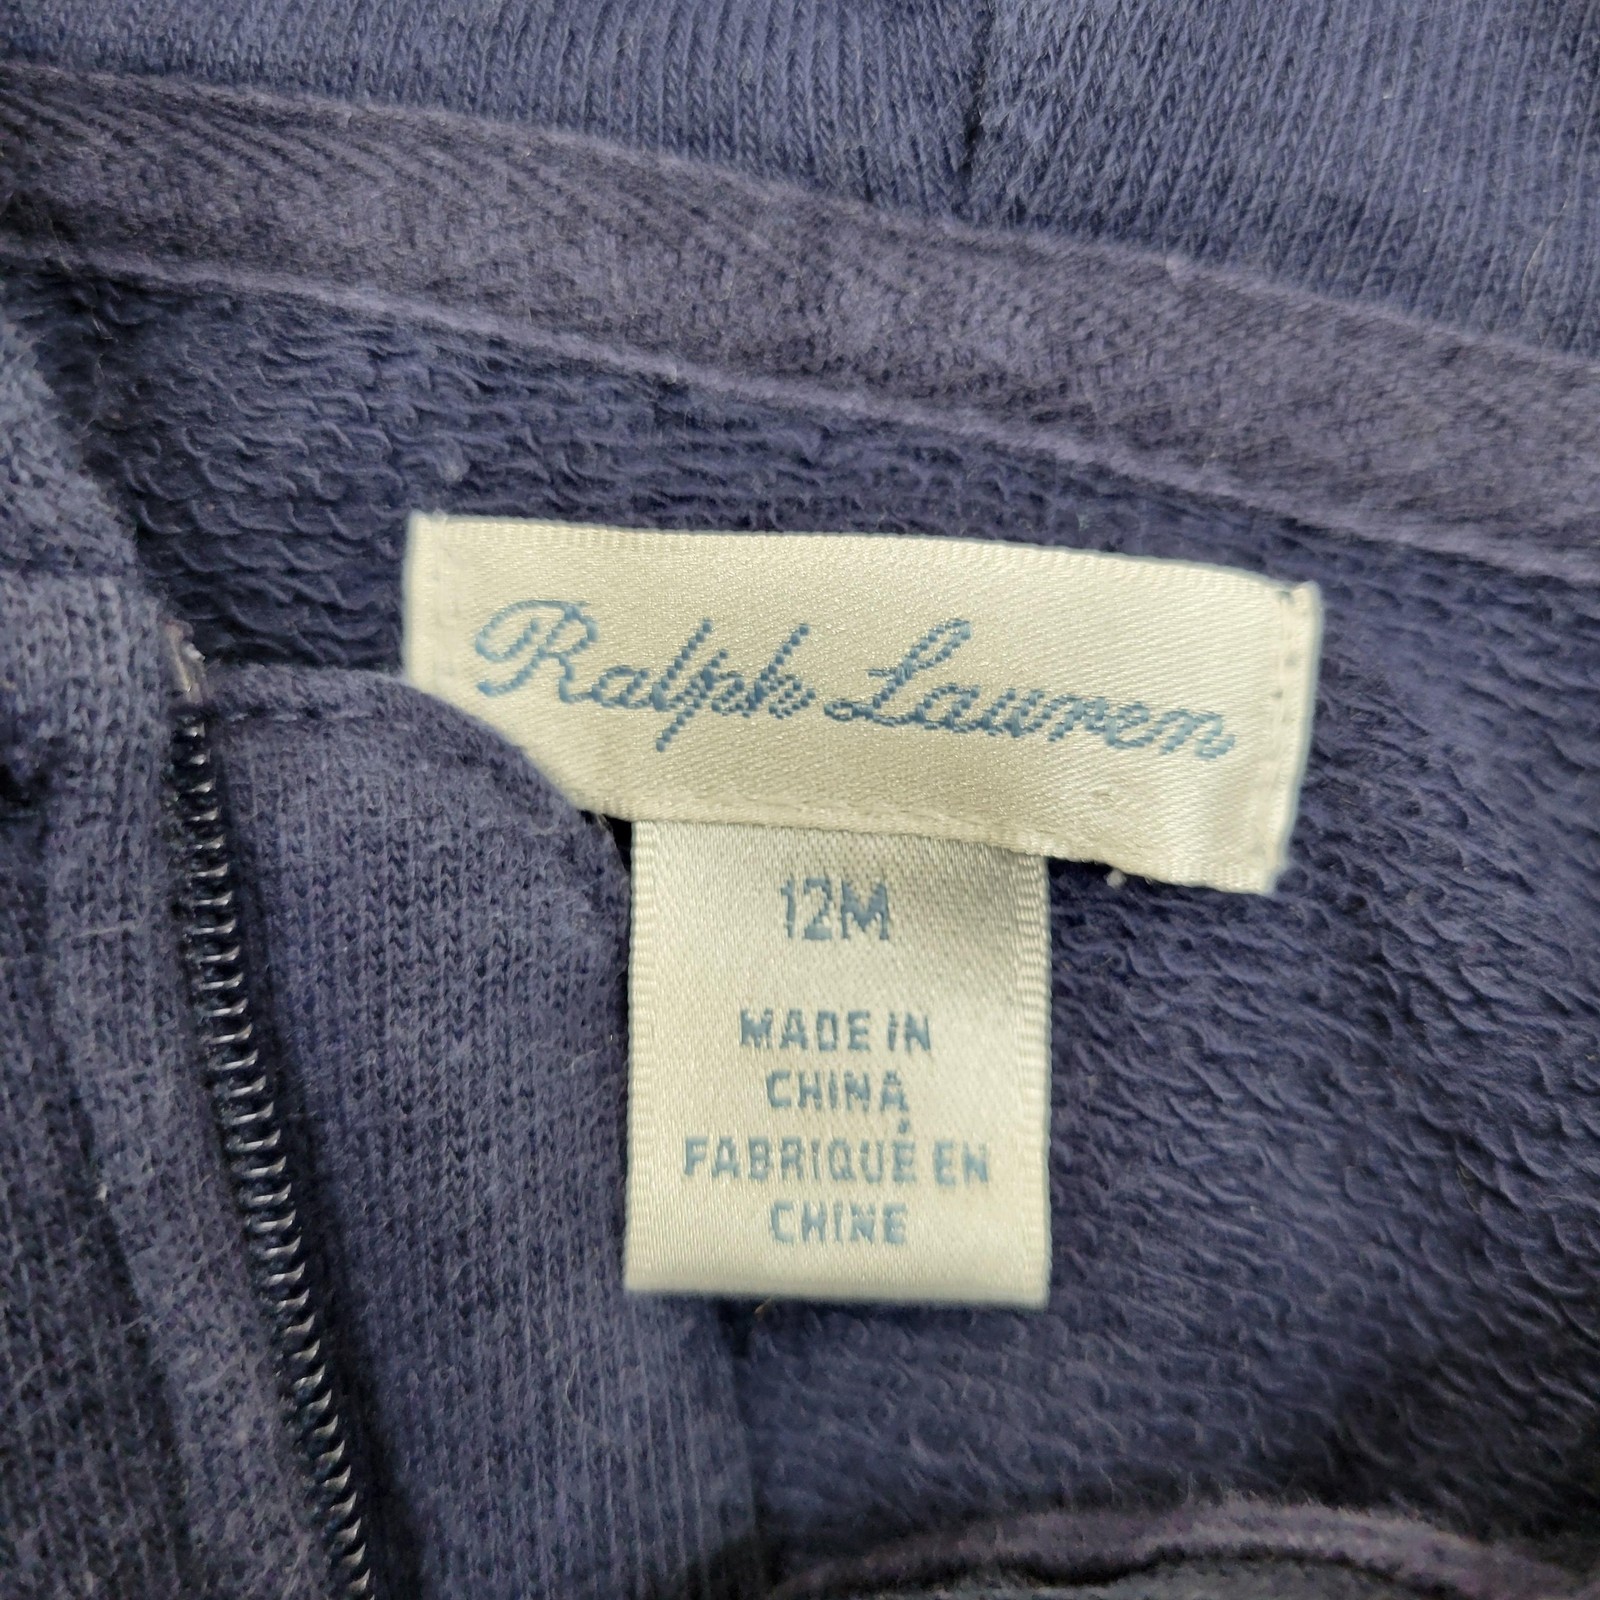 Ralph Lauren
12M
MADE IN
CHINA
FABRIQUÉ EN
CHINE